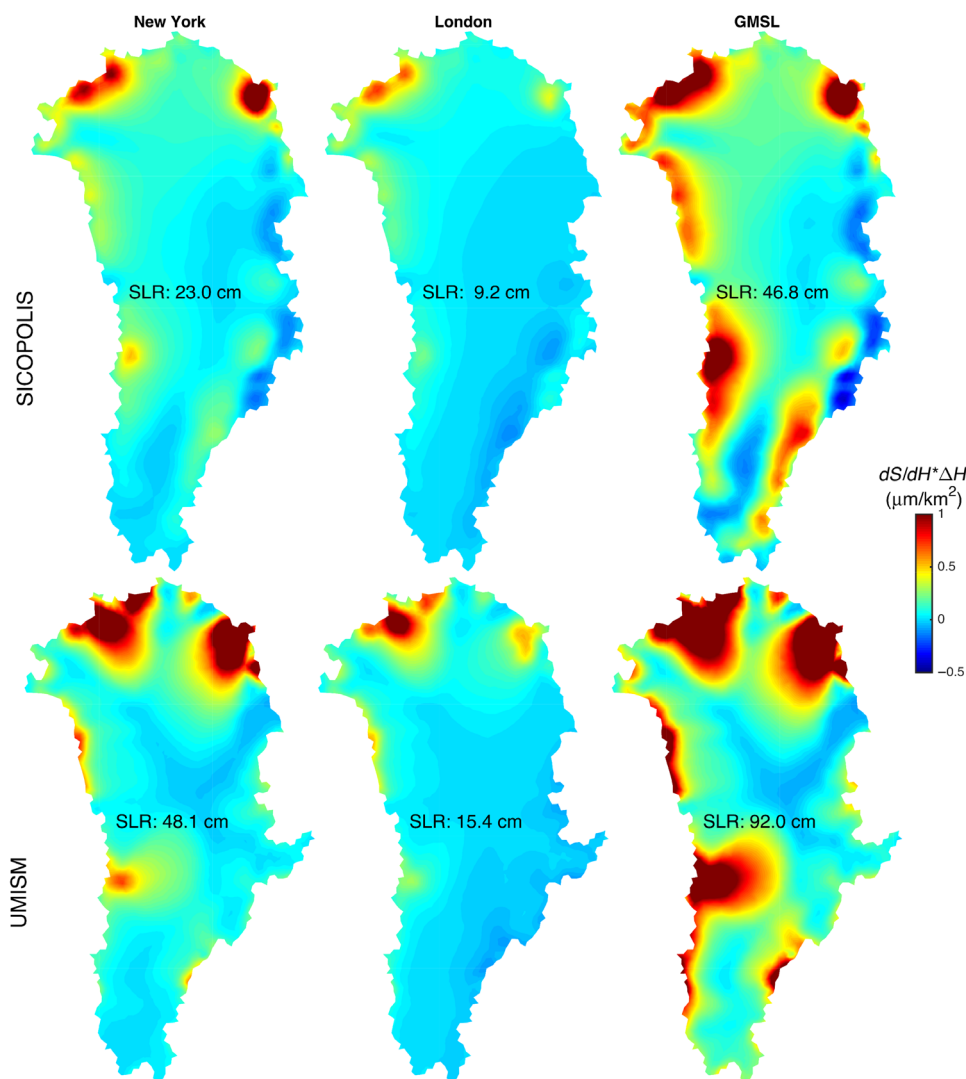 New York
London
GMSL
SICOPOLIS
SLR: 23.0 cm
SLR: 9.2 cm
SLR: 46.8 cm
dS/dH*ΔH
(μm/km²)
1
0.5
0
–0.5
UMISM
SLR: 48.1 cm
SLR: 15.4 cm
SLR: 92.0 cm